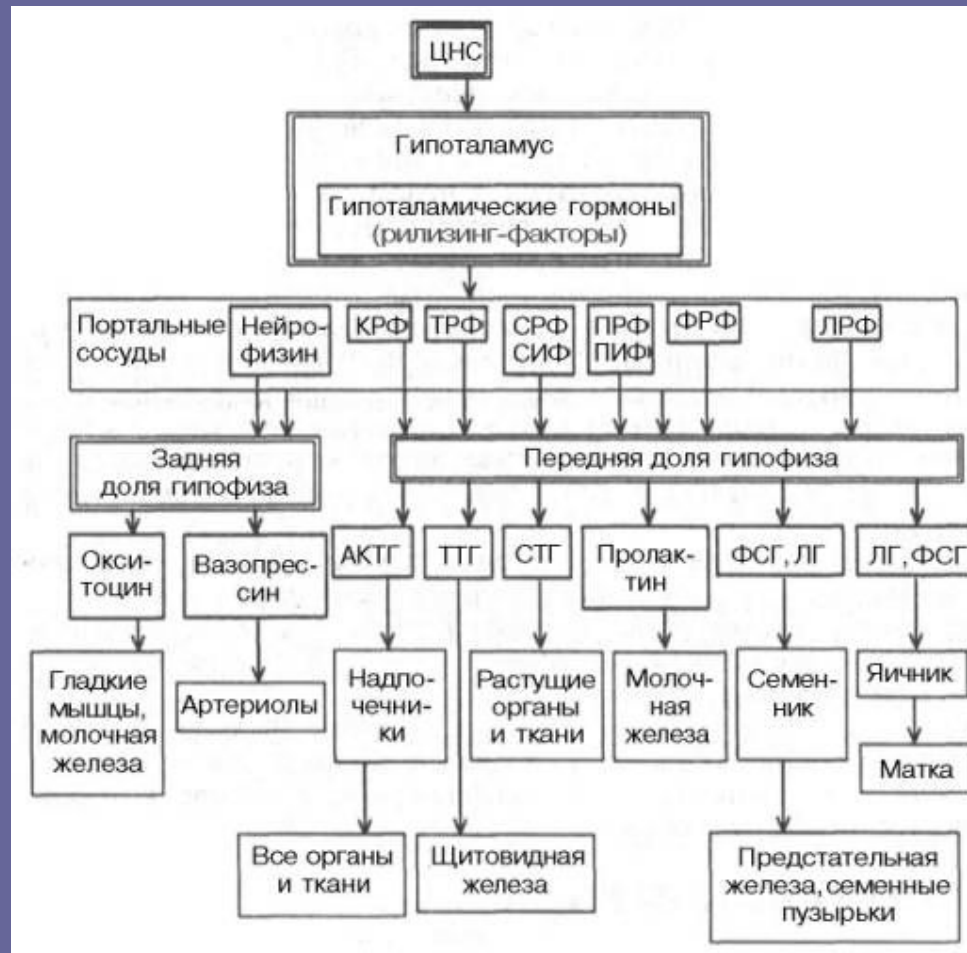 ЦНС
Гипоталамус
Гипоталамические гормоны
(рилизинг-факторы)
Портальные
сосуды
Нейро-
физин
КРФ
ТРФ
СРФ
СИФ
ПРФ
ПИФ
ФРФ
ЛРФ
Задняя
доля гипофиза
Передняя доля гипофиза
Окси-
тоцин
Вазопрес-
син
АКТГ
ТТГ
СТГ
Пролак-
тин
ФСГ, ЛГ
ЛГ, ФСГ
Гладкие
мышцы,
молочная
железа
Артериолы
Надпо-
чечни-
ки
Растущие
органы
и ткани
Молоч-
ная
железа
Семен-
ник
Яичник
Матка
Все органы
и ткани
Щитовидная
железа
Предстательная
железа, семенные
пузырьки